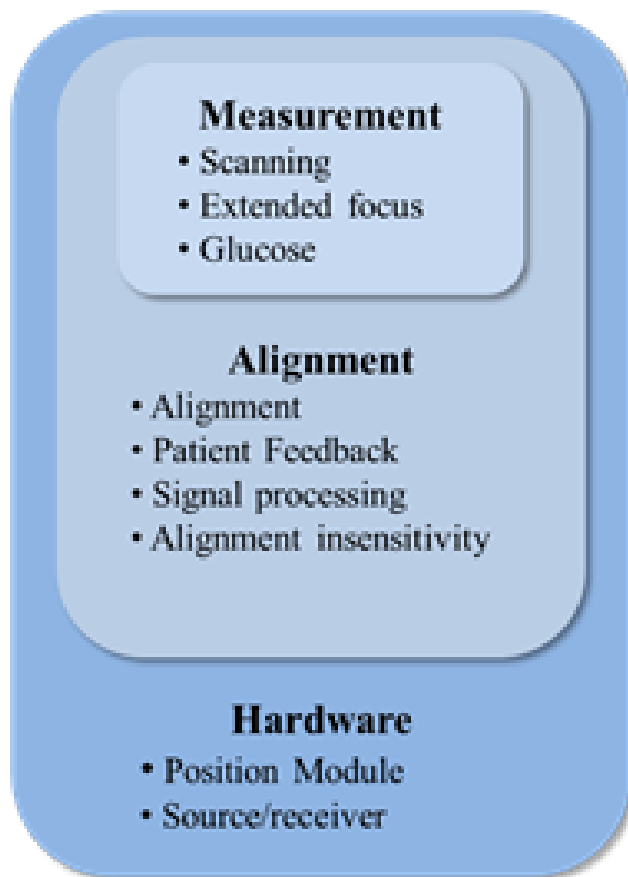 Measurement
• Scanning
• Extended focus
• Glucose
Alignment
• Alignment
• Patient Feedback
• Signal processing
• Alignment insensitivity
Hardware
• Position Module
• Source/receiver